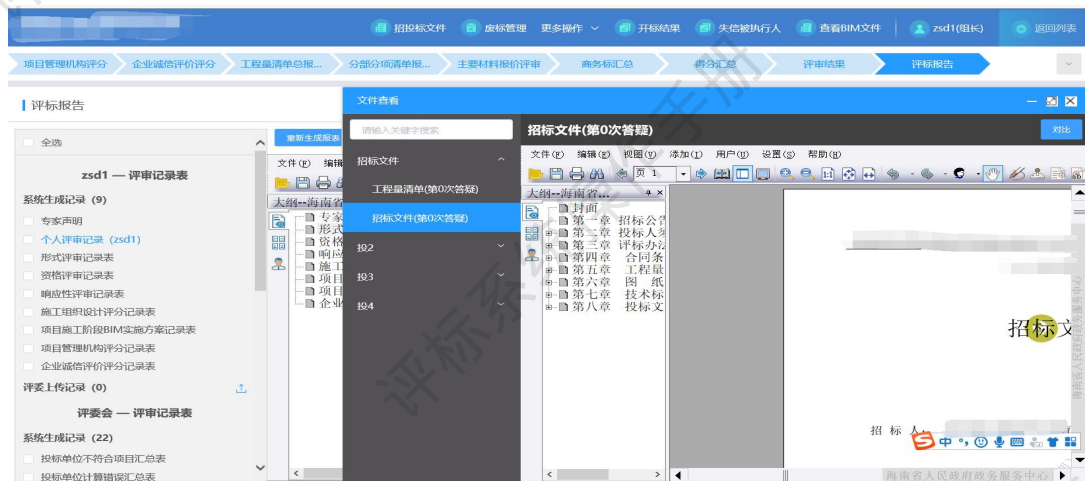 招投标文件 废标管理 更多操作 开标结果 失信被执行人 查看BIM文件 zsd1(组长) 返回列表
项目管理机构评分 企业诚信评价评分 工程量清单总报... 分部分项清单报... 主要材料报价评审 商务标汇总 得分汇总 评审结果 评标报告
评标报告
全选
zsd1 — 评审记录表
系统生成记录 (9)
专家声明
个人评审记录 (zsd1)
形式评审记录表
资格评审记录表
响应性评审记录表
施工组织设计评分记录表
项目施工阶段BIM实施方案记录表
项目管理机构评分记录表
企业诚信评价评分记录表
评委上传记录 (0)
评委会 — 评审记录表
系统生成记录 (22)
投标单位不符合项目汇总表
投标单位计算错误汇总表
重新生成报表
文件(F) 编辑
大纲--海南省
专家
形式
资格
响应
施工
项目
项目
企业
文件查看
请输入关键字搜索
招标文件
工程量清单(第0次答疑)
招标文件(第0次答疑)
投2
投3
投4
招标文件(第0次答疑)
对比
文件(F) 编辑(E) 视图(V) 添加(I) 用户(U) 设置(S) 帮助(H)
页 1
大纲--海南省...
封面
第一章 招标公告
第二章 投标人须
第三章 评标办法
第四章 合同条
第五章 工程量
第六章 图 纸
第七章 技术标
第八章 投标文
招标文
招 标 人:
中
海南省人民政府政务服务中心
评标系统操作手册